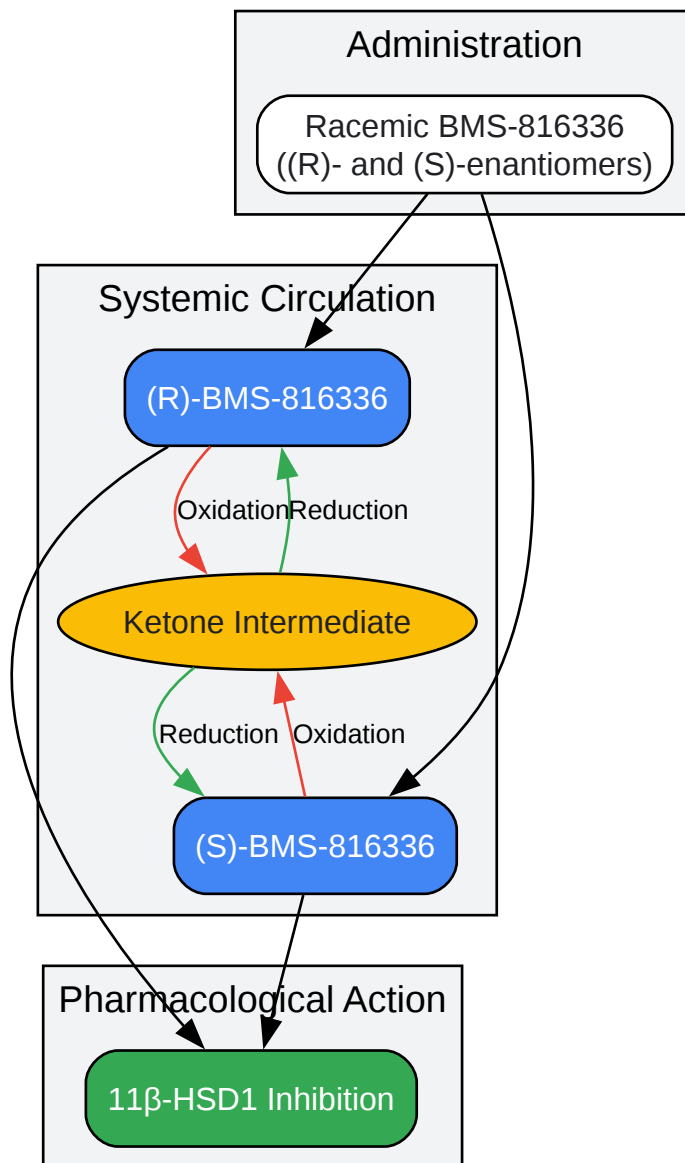 Administration
Racemic BMS-816336
((R)- and (S)-enantiomers)
Systemic Circulation
(R)-BMS-816336
Oxidation
Reduction
Ketone Intermediate
Reduction
Oxidation
(S)-BMS-816336
Pharmacological Action
11β-HSD1 Inhibition